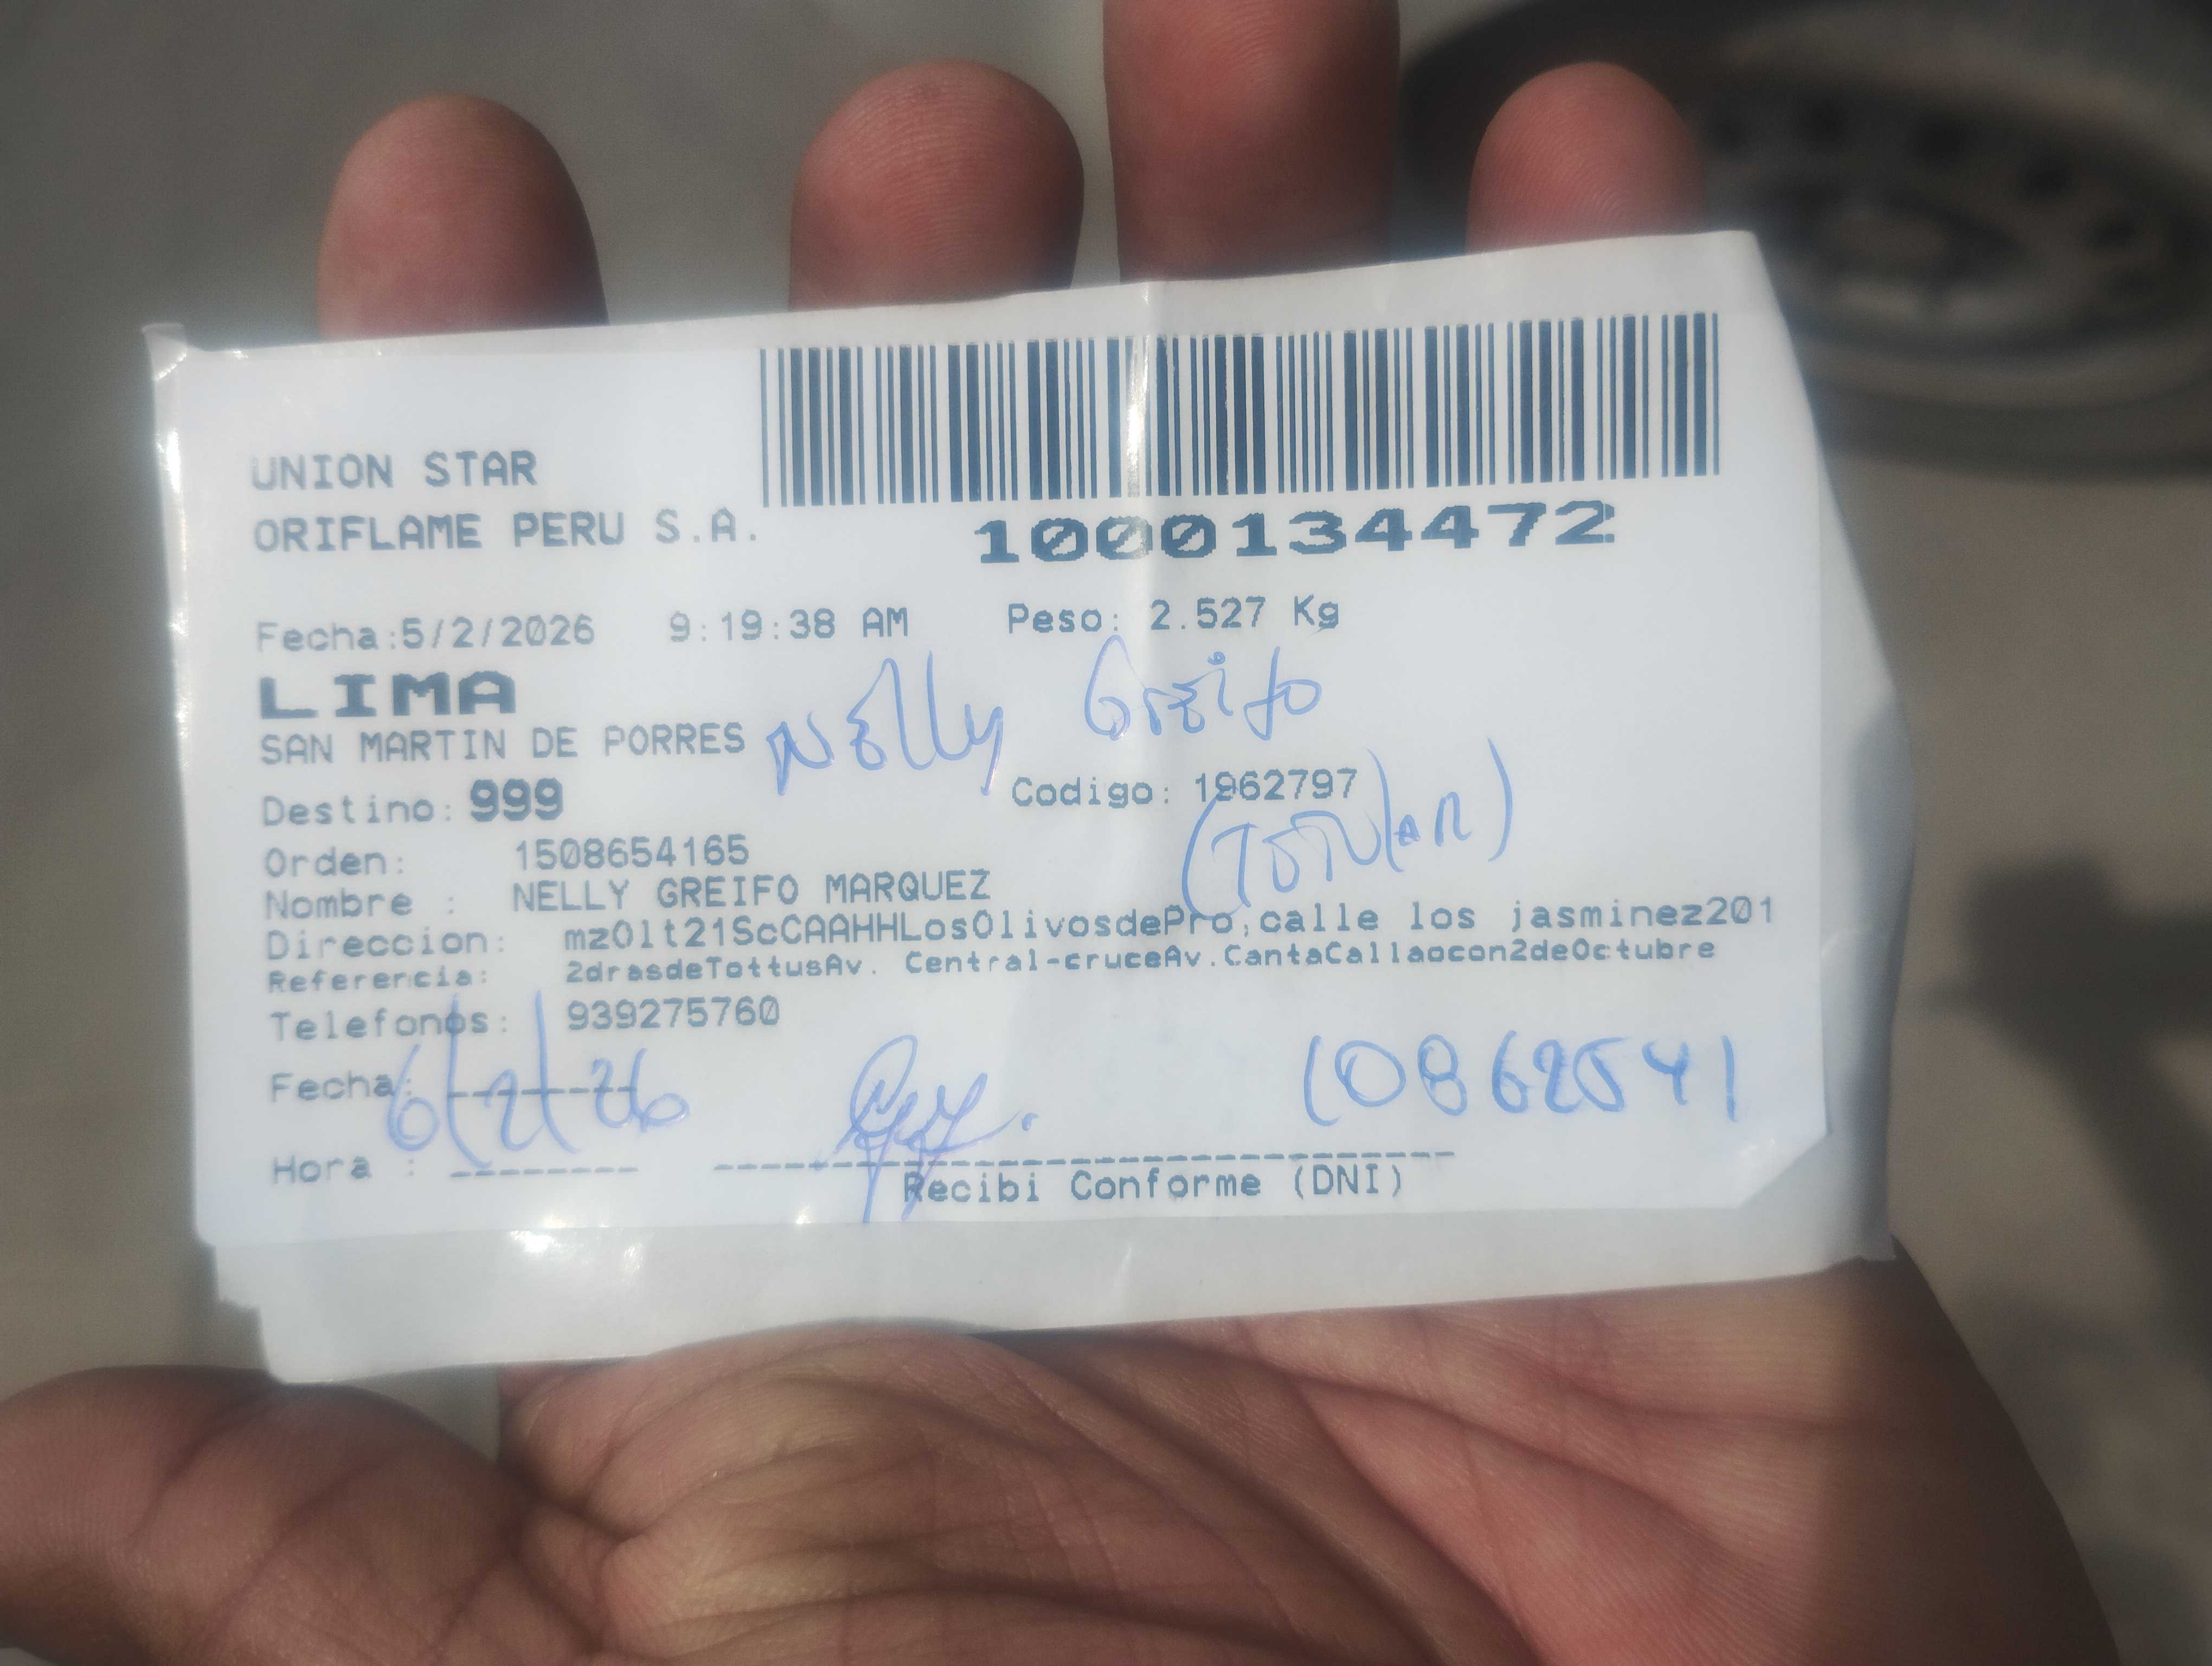 UNION STAR
ORIFLAME PERU S.A.
1000134472
Fecha:5/2/2026 9:19:38 AM Peso: 2.527 Kg
LIMA
SAN MARTIN DE PORRES
Nelly Greifo
Destino: 999 Codigo: 1962797
(Titular)
Orden: 1508654165
Nombre : NELLY GREIFO MARQUEZ
Direccion: mzOlt21ScCAAHHLosOlivosdePro,calle los jasminez201
Referencia: 2drasdeTottusAv. Central-cruceAv.CantaCallaocon2deOctubre
Telefonos: 939275760
Fecha: 6/2/26
10862541
Hora :
Recibi Conforme (DNI)